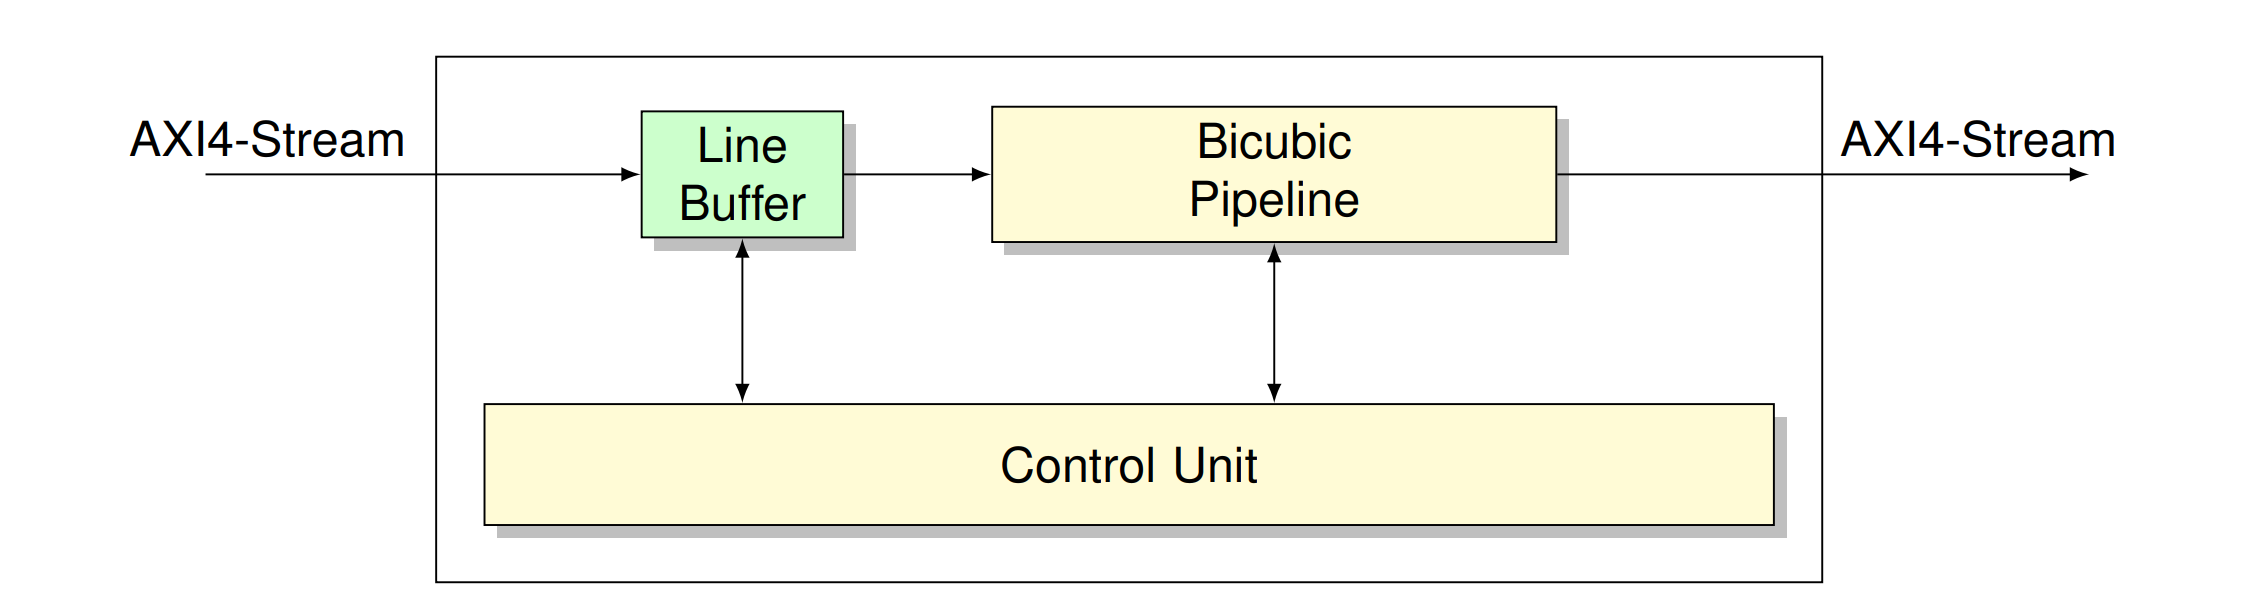 AXI4-Stream
Line
Buffer
Bicubic
Pipeline
AXI4-Stream
Control Unit